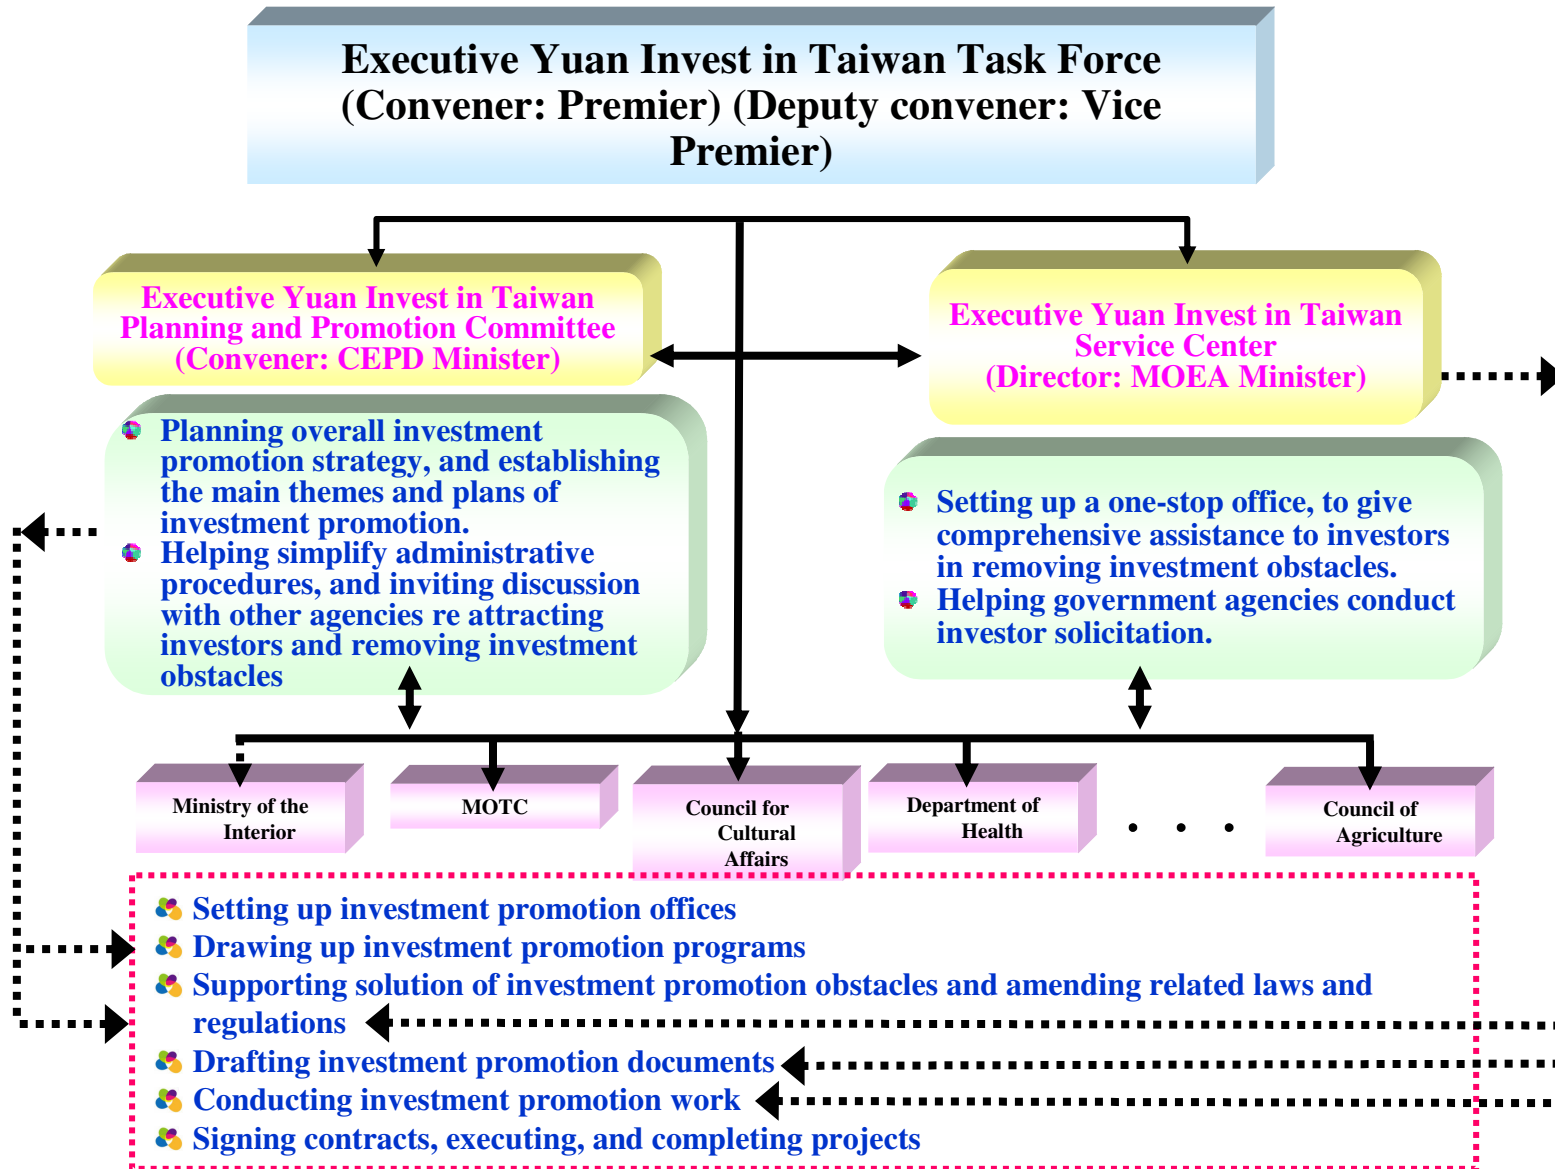 Executive Yuan Invest in Taiwan Task Force
(Convener: Premier) (Deputy convener: Vice
Premier)
Executive Yuan Invest in Taiwan
Planning and Promotion Committee
(Convener: CEPD Minister)
Executive Yuan Invest in Taiwan
Service Center
(Director: MOEA Minister)
Planning overall investment
promotion strategy, and establishing
the main themes and plans of
investment promotion.
Helping simplify administrative
procedures, and inviting discussion
with other agencies re attracting
investors and removing investment
obstacles
Setting up a one-stop office, to give
comprehensive assistance to investors
in removing investment obstacles.
Helping government agencies conduct
investor solicitation.
Ministry of the
Interior
MOTC
Council for
Cultural
Affairs
Department of
Health
. . .
Council of
Agriculture
Setting up investment promotion offices
Drawing up investment promotion programs
Supporting solution of investment promotion obstacles and amending related laws and
regulations
Drafting investment promotion documents
Conducting investment promotion work
Signing contracts, executing, and completing projects